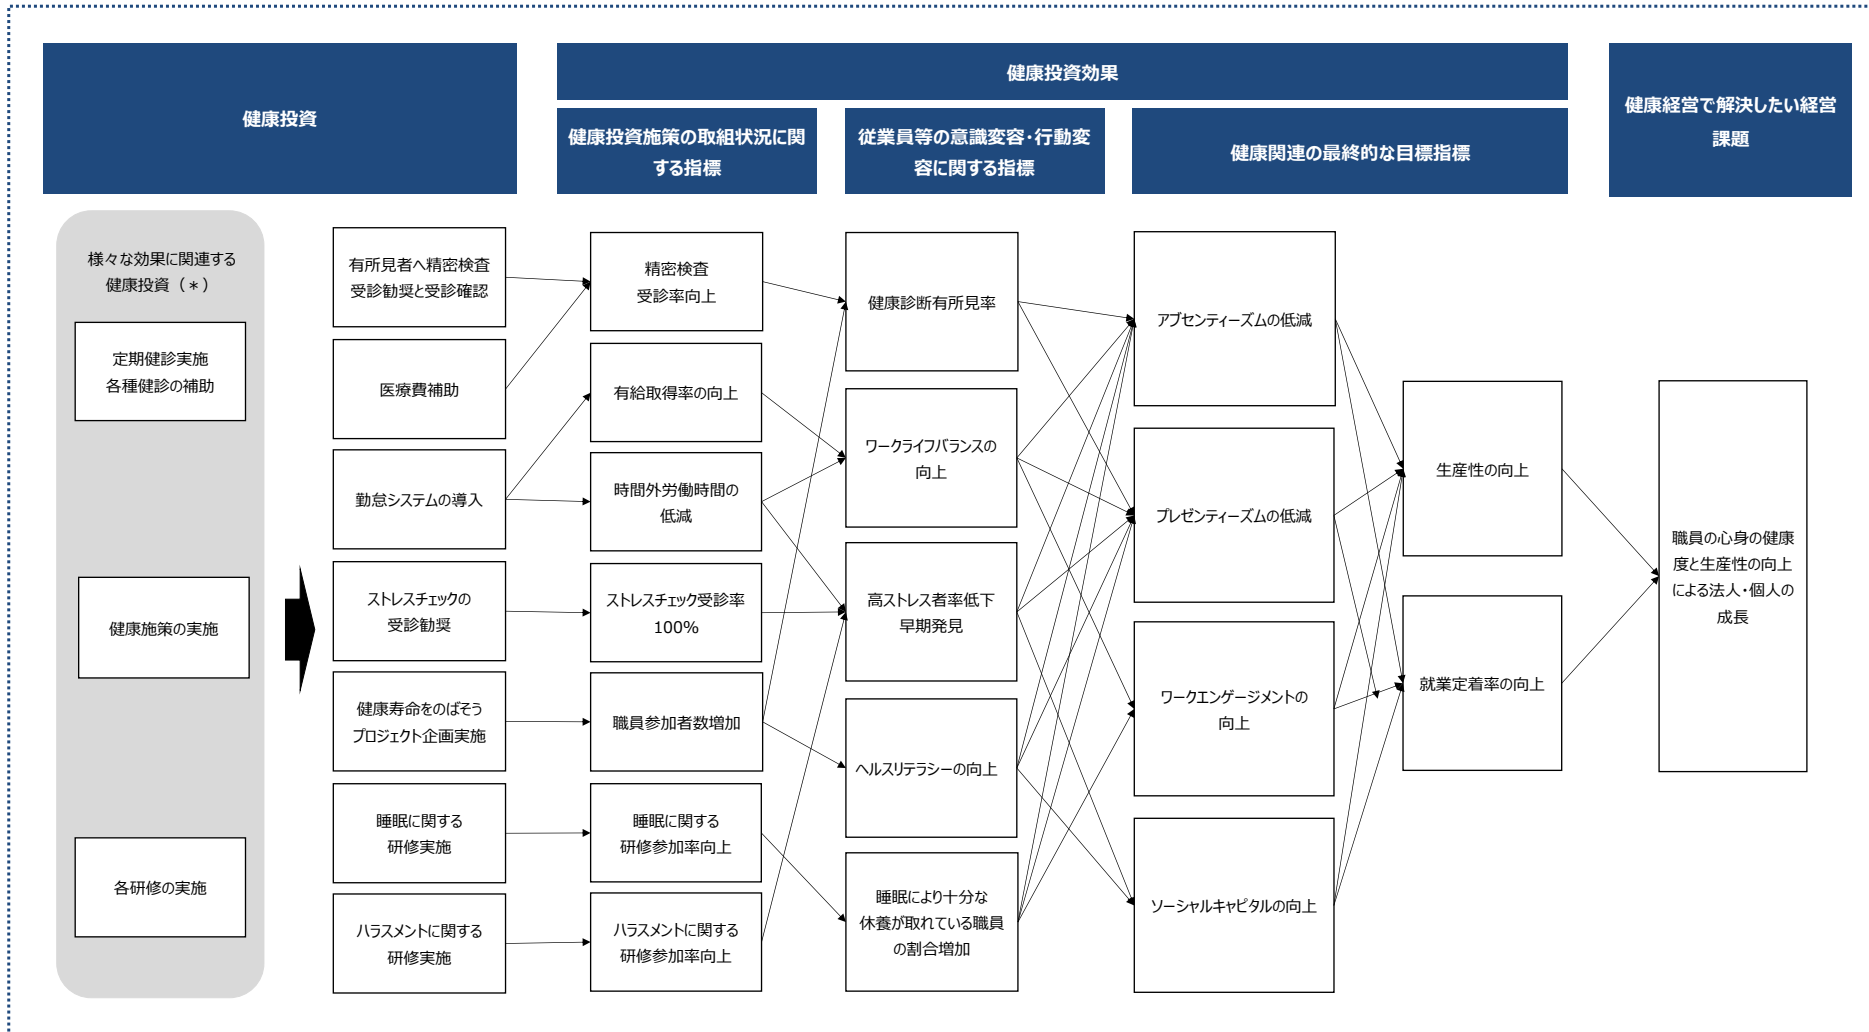 健康投資
健康投資効果
健康経営で解決したい経営
課題
健康投資施策の取組状況に関
する指標
従業員等の意識変容・行動変
容に関する指標
健康関連の最終的な目標指標
様々な効果に関連する
健康投資（＊）
定期健診実施
各種健診の補助
健康施策の実施
各研修の実施
有所見者へ精密検査
受診勧奨と受診確認
医療費補助
勤怠システムの導入
ストレスチェックの
受診勧奨
健康寿命をのばそう
プロジェクト企画実施
睡眠に関する
研修実施
ハラスメントに関する
研修実施
精密検査
受診率向上
有給取得率の向上
時間外労働時間の
低減
ストレスチェック受診率
100%
職員参加者数増加
睡眠に関する
研修参加率向上
ハラスメントに関する
研修参加率向上
健康診断有所見率
ワークライフバランスの
向上
高ストレス者率低下
早期発見
ヘルスリテラシーの向上
睡眠により十分な
休養が取れている職員
の割合増加
アブセンティーズムの低減
プレゼンティーズムの低減
ワークエンゲージメントの
向上
ソーシャルキャピタルの向上
生産性の向上
就業定着率の向上
職員の心身の健康
度と生産性の向上
による法人・個人の
成長